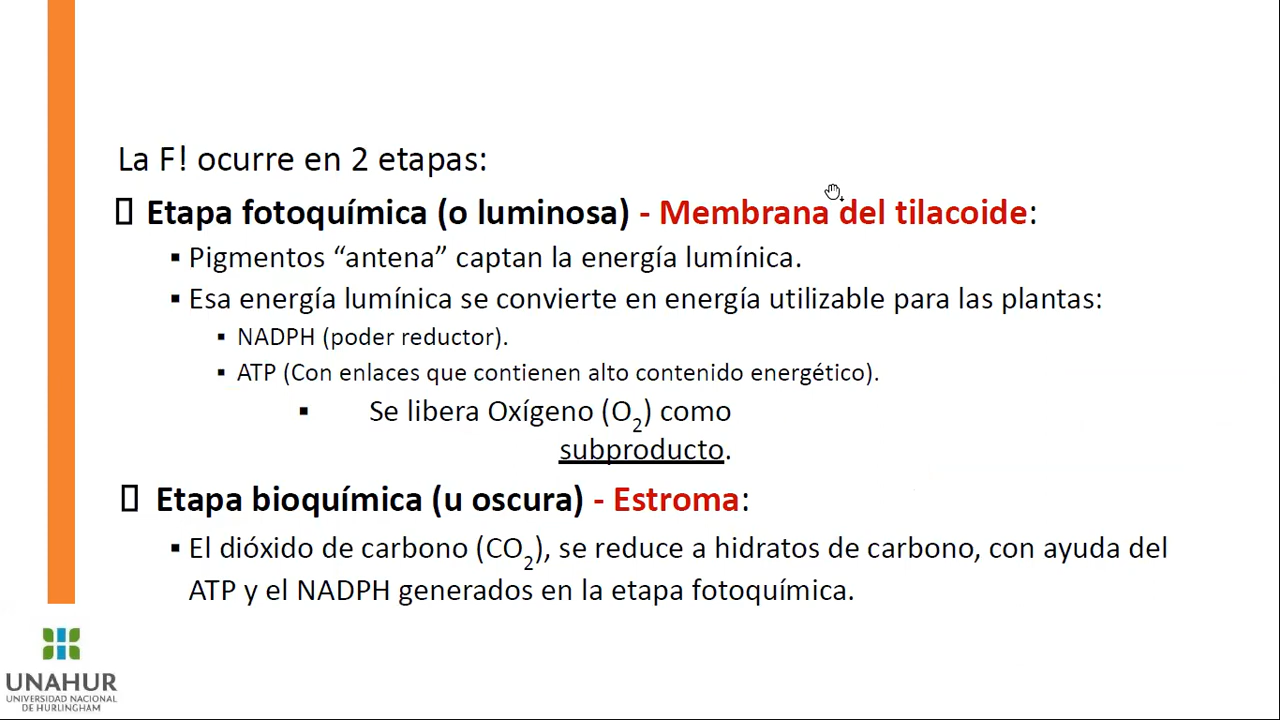 La F! ocurre en 2 etapas:
Etapa fotoquímica (o luminosa) - Membrana del tilacoide:
▪ Pigmentos “antena” captan la energía lumínica.
▪ Esa energía lumínica se convierte en energía utilizable para las plantas:
▪ NADPH (poder reductor).
▪ ATP (Con enlaces que contienen alto contenido energético).
▪ Se libera Oxígeno (O₂) como
subproducto.
Etapa bioquímica (u oscura) - Estroma:
▪ El dióxido de carbono (CO₂), se reduce a hidratos de carbono, con ayuda del
ATP y el NADPH generados en la etapa fotoquímica.
UNAHUR
UNIVERSIDAD NACIONAL
DE HURLINGHAM